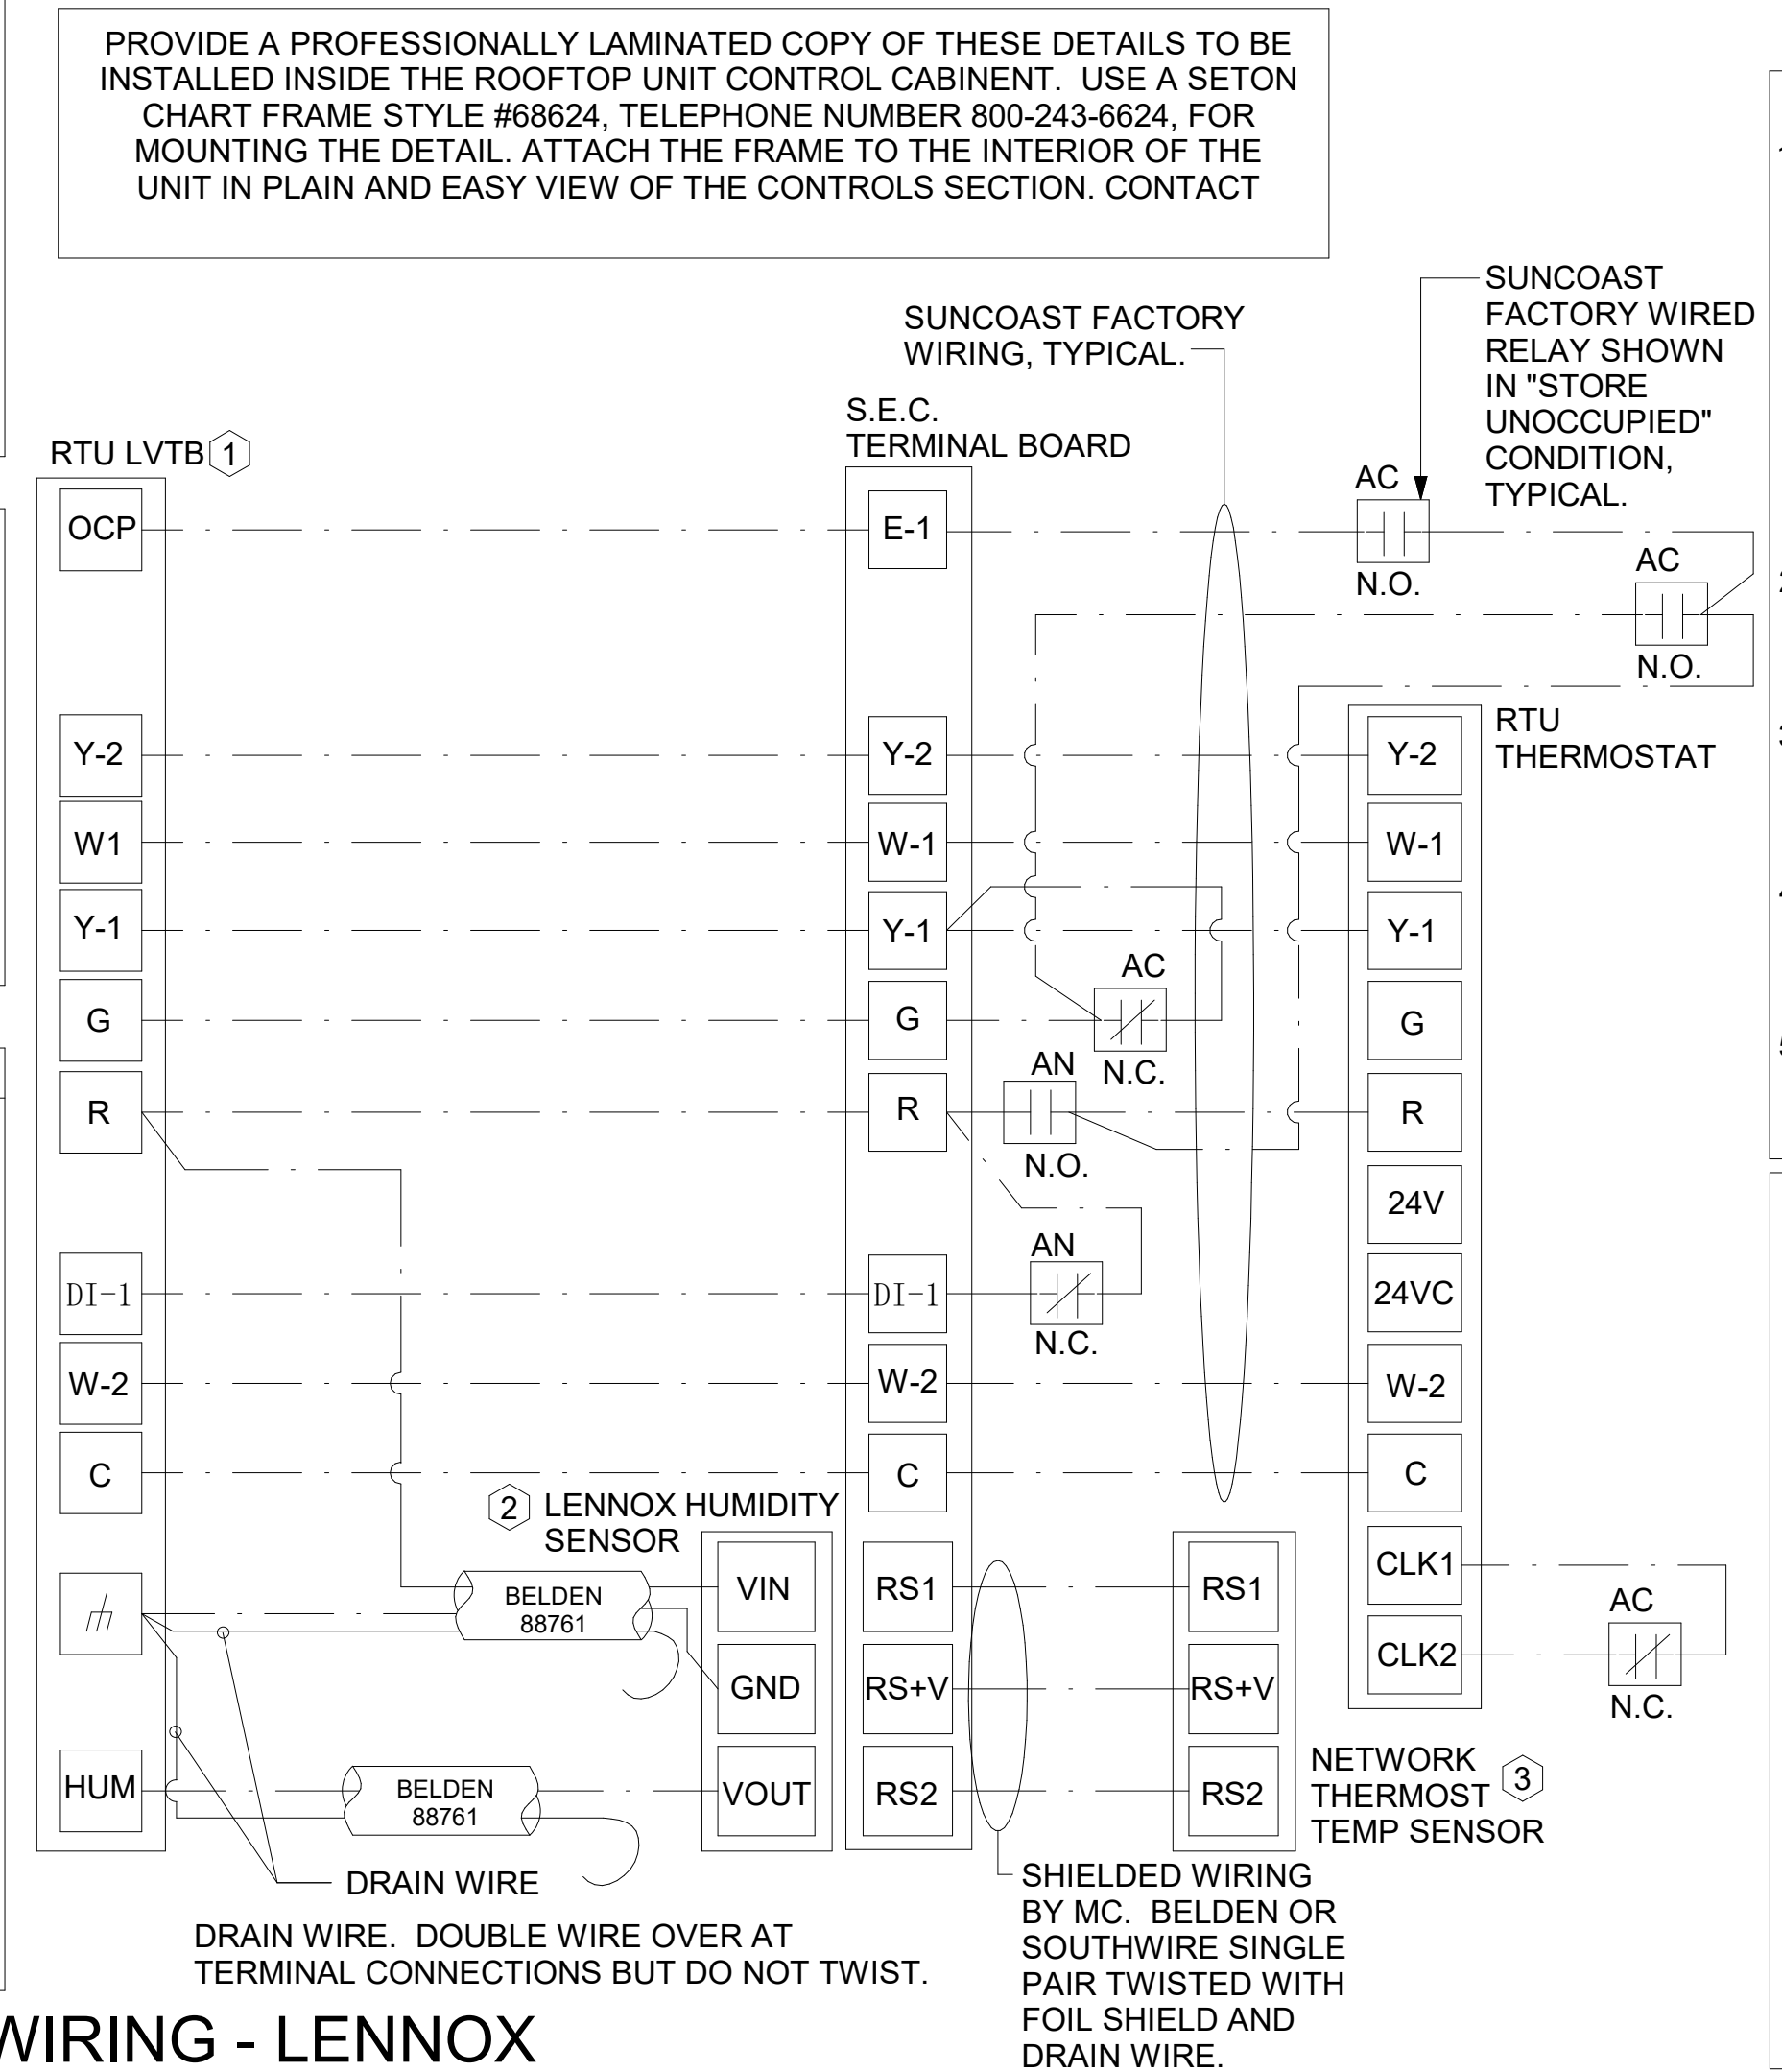 PROVIDE A PROFESSIONALLY LAMINATED COPY OF THESE DETAILS TO BE
INSTALLED INSIDE THE ROOFTOP UNIT CONTROL CABINENT. USE A SETON
CHART FRAME STYLE #68624, TELEPHONE NUMBER 800-243-6624, FOR
MOUNTING THE DETAIL. ATTACH THE FRAME TO THE INTERIOR OF THE
UNIT IN PLAIN AND EASY VIEW OF THE CONTROLS SECTION. CONTACT
SUNCOAST FACTORY
WIRING, TYPICAL.
SUNCOAST
FACTORY WIRED
RELAY SHOWN
IN "STORE
UNOCCUPIED"
CONDITION,
TYPICAL.
RTU LVTB 1
OCP
Y-2
W1
Y-1
G
R
DI-1
W-2
C
HUM
S.E.C.
TERMINAL BOARD
E-1
Y-2
W-1
Y-1
G
R
DI-1
W-2
C
RS1
RS+V
RS2
AC
N.O.
AC
N.O.
AC
N.C.
AN
N.O.
AN
N.C.
RTU
THERMOSTAT
Y-2
W-1
Y-1
G
R
24V
24VC
W-2
C
CLK1
CLK2
AC
N.C.
2 LENNOX HUMIDITY
SENSOR
VIN
GND
VOUT
BELDEN
88761
BELDEN
88761
RS1
RS+V
RS2
NETWORK
THERMOST 3
TEMP SENSOR
DRAIN WIRE
DRAIN WIRE. DOUBLE WIRE OVER AT
TERMINAL CONNECTIONS BUT DO NOT TWIST.
SHIELDED WIRING
BY MC. BELDEN OR
SOUTHWIRE SINGLE
PAIR TWISTED WITH
FOIL SHIELD AND
DRAIN WIRE.
WIRING - LENNOX